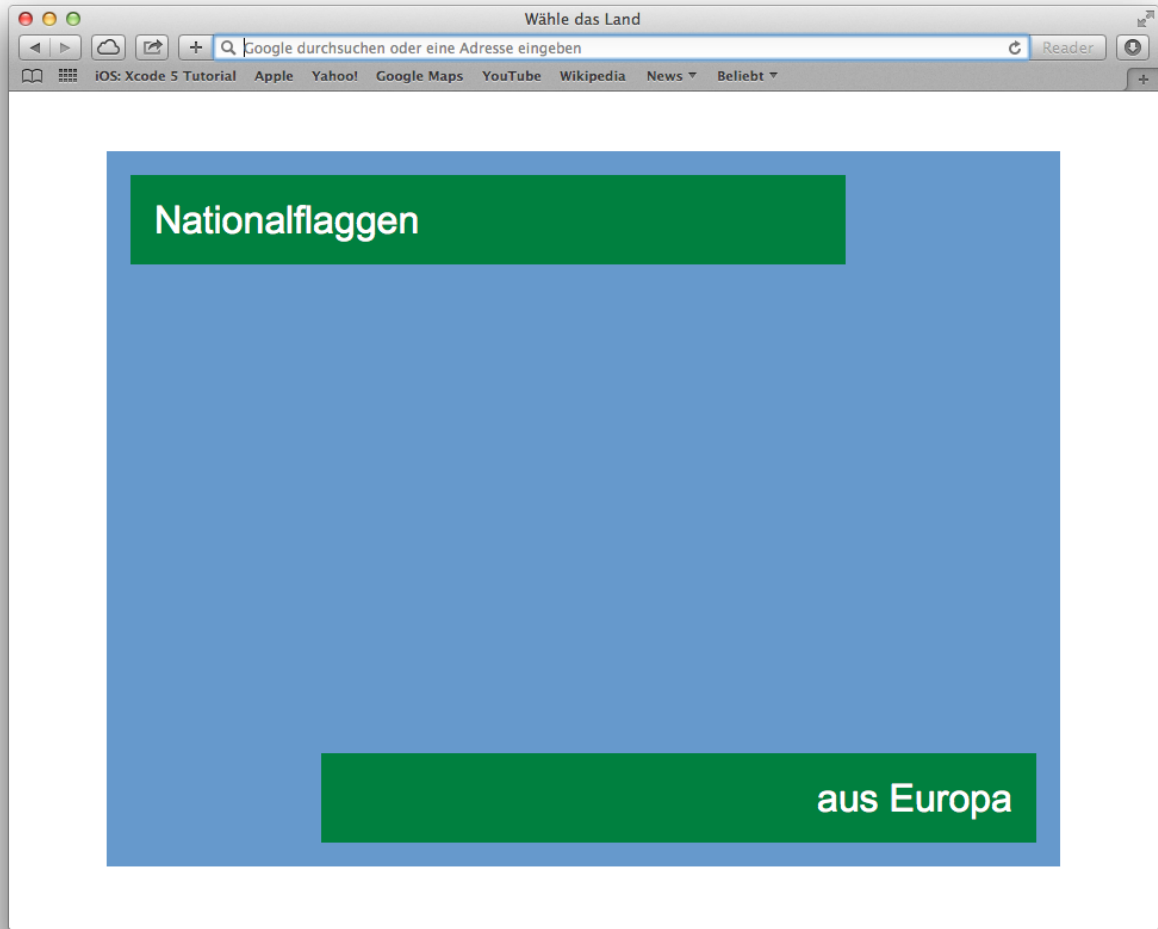 Wähle das Land
Google durchsuchen oder eine Adresse eingeben
Reader
iOS: Xcode 5 Tutorial Apple Yahoo! Google Maps YouTube Wikipedia News Beliebt
Nationalflaggen
aus Europa